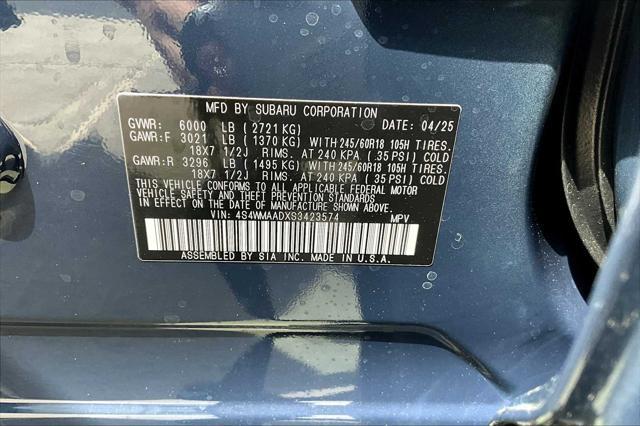 MFD BY SUBARU CORPORATION
GVWR: 6000 LB (2721 KG) DATE: 04/25
GAWR:F 3021 LB (1370 KG) WITH 245/60R18 105H TIRES.
18X7 1/2J RIMS. AT 240 KPA (35 PSI) COLD
GAWR:R 3296 LB (1495 KG) WITH 245/60R18 105H TIRES.
18X7 1/2J RIMS. AT 240 KPA (35 PSI) COLD
THIS VEHICLE CONFORMS TO ALL APPLICABLE FEDERAL MOTOR
VEHICLE SAFETY AND THEFT PREVENTION STANDARDS IN
EFFECT ON THE DATE OF MANUFACTURE SHOWN ABOVE.
VIN: 4S4WMAADXS3423574 MPV
ASSEMBLED BY SIA INC. MADE IN U.S.A.